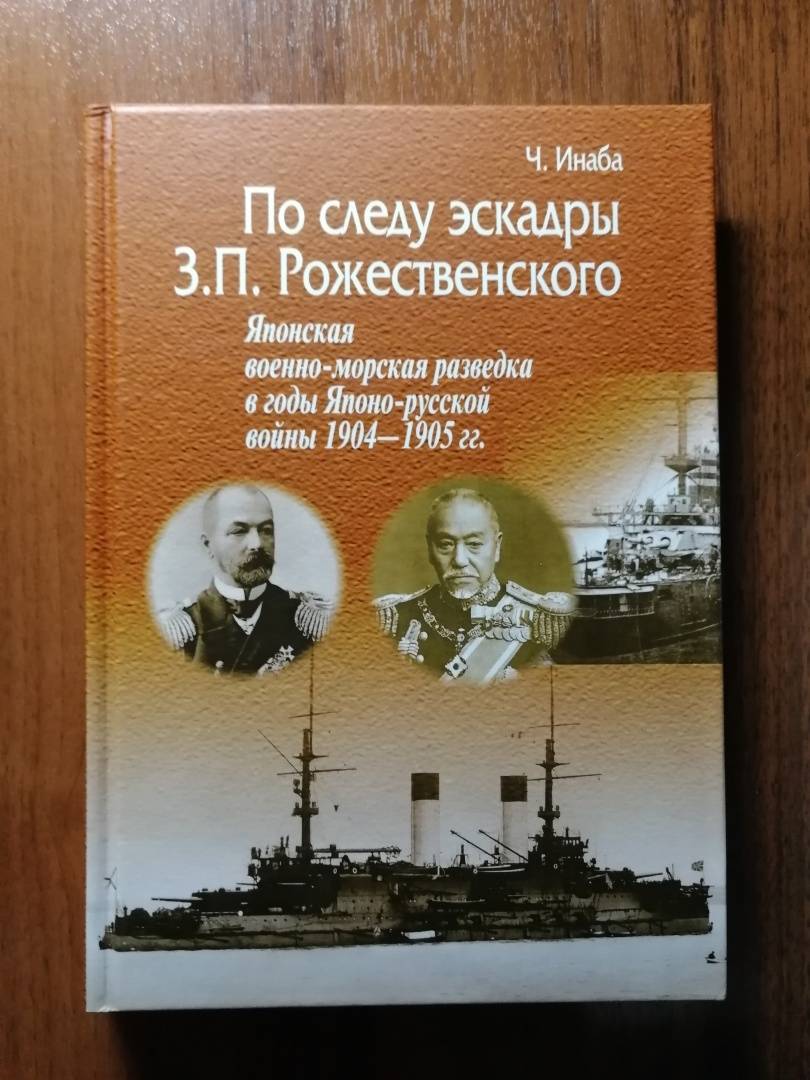 Ч. Инаба
По следу эскадры
З.П. Рожественского
Японская
военно-морская разведка
в годы Японо-русской
войны 1904—1905 гг.